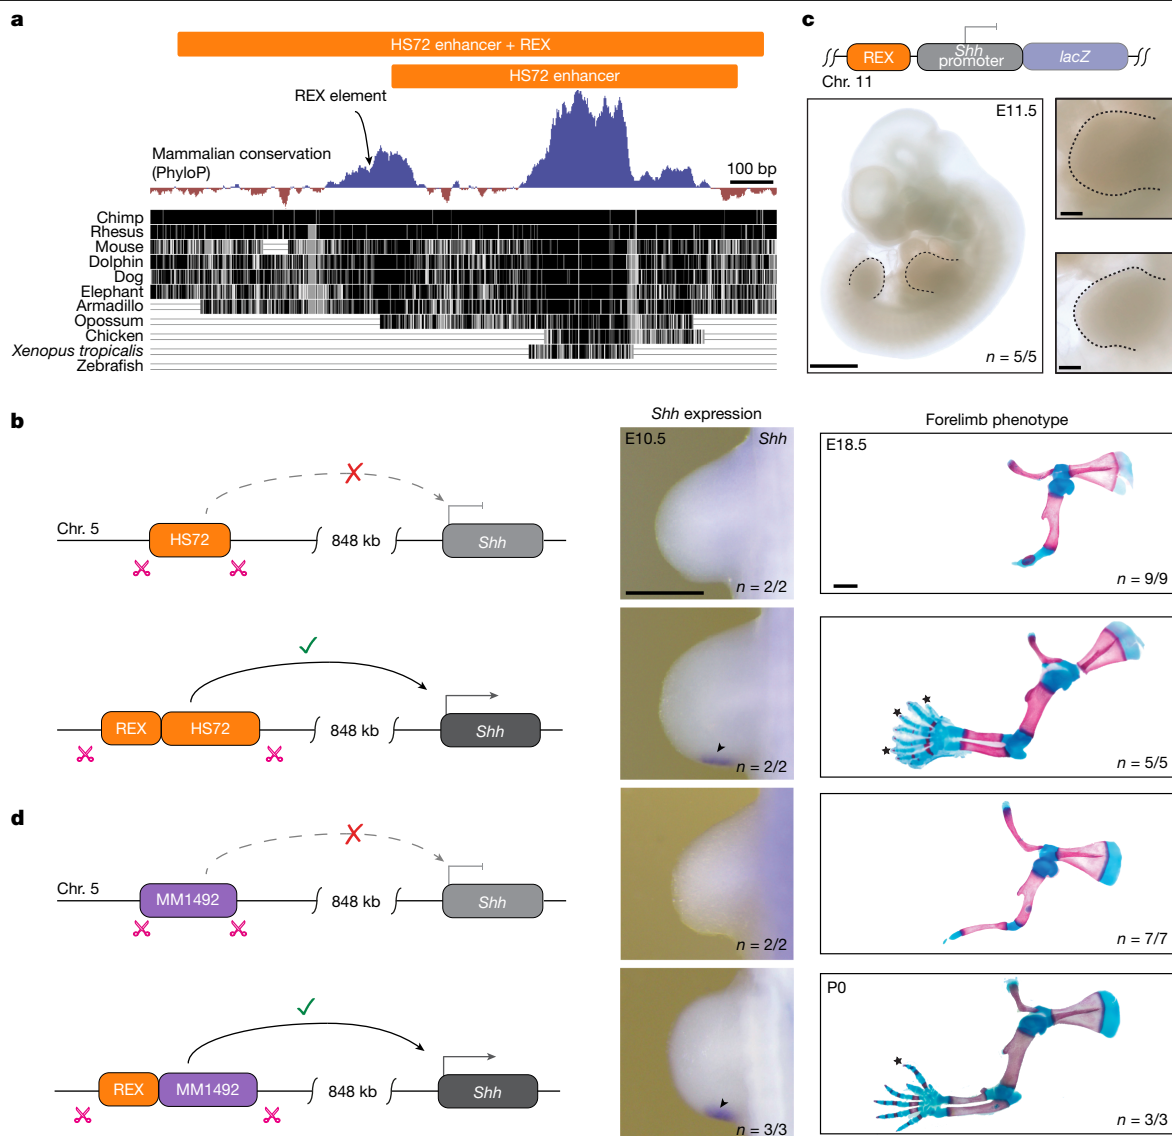 a
HS72 enhancer + REX
HS72 enhancer
REX element
Mammalian conservation
(PhyloP)
100 bp
Chimp
Rhesus
Mouse
Dolphin
Dog
Elephant
Armadillo
Opossum
Chicken
Xenopus tropicalis
Zebrafish
c
REX
Shh
promoter
lacZ
Chr. 11
E11.5
n = 5/5
b
Shh expression
Forelimb phenotype
Chr. 5
HS72
848 kb
Shh
E10.5
Shh
n = 2/2
E18.5
n = 9/9
REX
HS72
848 kb
Shh
n = 2/2
n = 5/5
d
Chr. 5
MM1492
848 kb
Shh
n = 2/2
n = 7/7
REX
MM1492
848 kb
Shh
n = 3/3
P0
n = 3/3